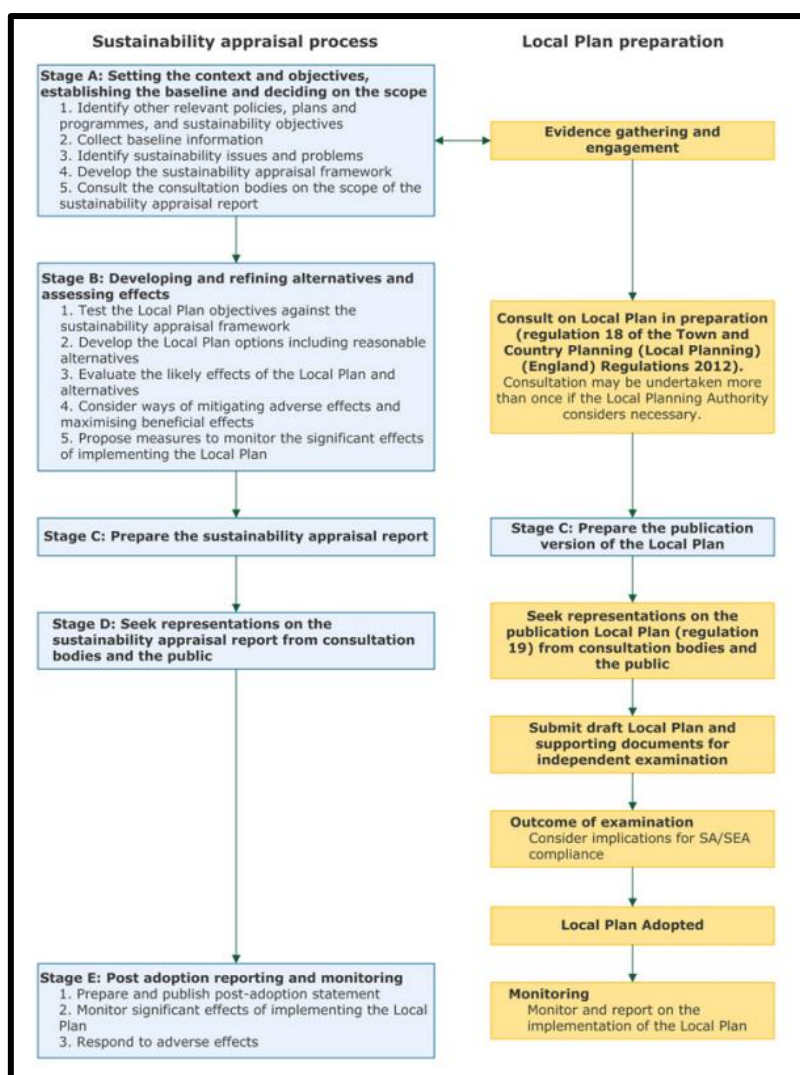 Sustainability appraisal process
Stage A: Setting the context and objectives,
establishing the baseline and deciding on the scope
1. Identify other relevant policies, plans and
programmes, and sustainability objectives
2. Collect baseline information
3. Identify sustainability issues and problems
4. Develop the sustainability appraisal framework
5. Consult the consultation bodies on the scope of the
sustainability appraisal report
Stage B: Developing and refining alternatives and
assessing effects
1. Test the Local Plan objectives against the
sustainability appraisal framework
2. Develop the Local Plan options including reasonable
alternatives
3. Evaluate the likely effects of the Local Plan and
alternatives
4. Consider ways of mitigating adverse effects and
maximising beneficial effects
5. Propose measures to monitor the significant effects
of implementing the Local Plan
Stage C: Prepare the sustainability appraisal report
Stage D: Seek representations on the
sustainability appraisal report from consultation
bodies and the public
Stage E: Post adoption reporting and monitoring
1. Prepare and publish post-adoption statement
2. Monitor significant effects of implementing the Local
Plan
3. Respond to adverse effects
Local Plan preparation
Evidence gathering and
engagement
Consult on Local Plan in preparation
(regulation 18 of the Town and
Country Planning (Local Planning)
(England) Regulations 2012).
Consultation may be undertaken more
than once if the Local Planning Authority
considers necessary.
Stage C: Prepare the publication
version of the Local Plan
Seek representations on the
publication Local Plan (regulation
19) from consultation bodies and
the public
Submit draft Local Plan and
supporting documents for
independent examination
Outcome of examination
Consider implications for SA/SEA
compliance
Local Plan Adopted
Monitoring
Monitor and report on the
implementation of the Local Plan